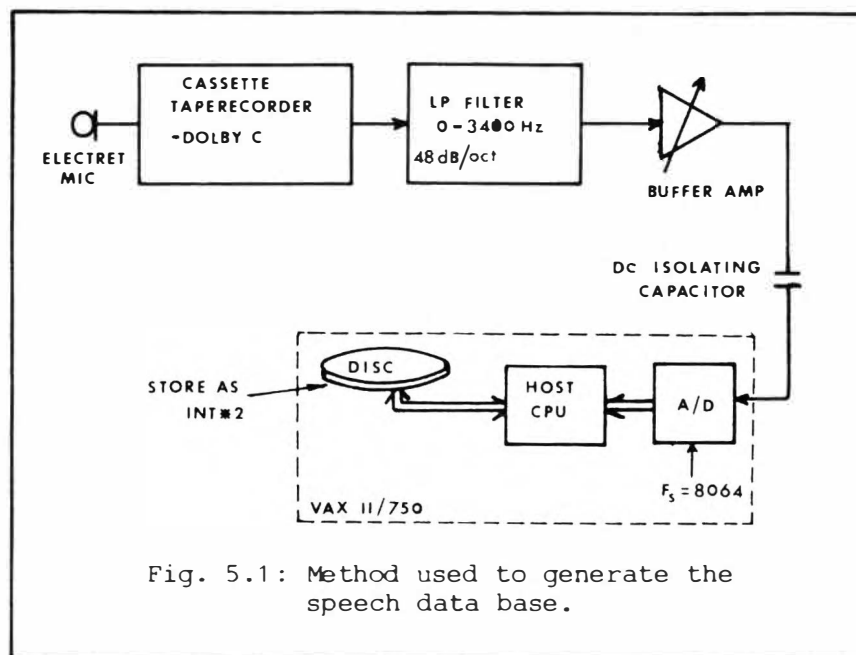 CASSETTE
TAPERECORDER
-DOLBY C
ELECTRET
MIC
LP FILTER
0-3400 Hz
48dB/oct
BUFFER AMP
DC ISOLATING
CAPACITOR
DISC
STORE AS
INT*2
HOST
CPU
A/D
Fs=8064
VAX 11/750
Fig. 5.1: Method used to generate the
speech data base.